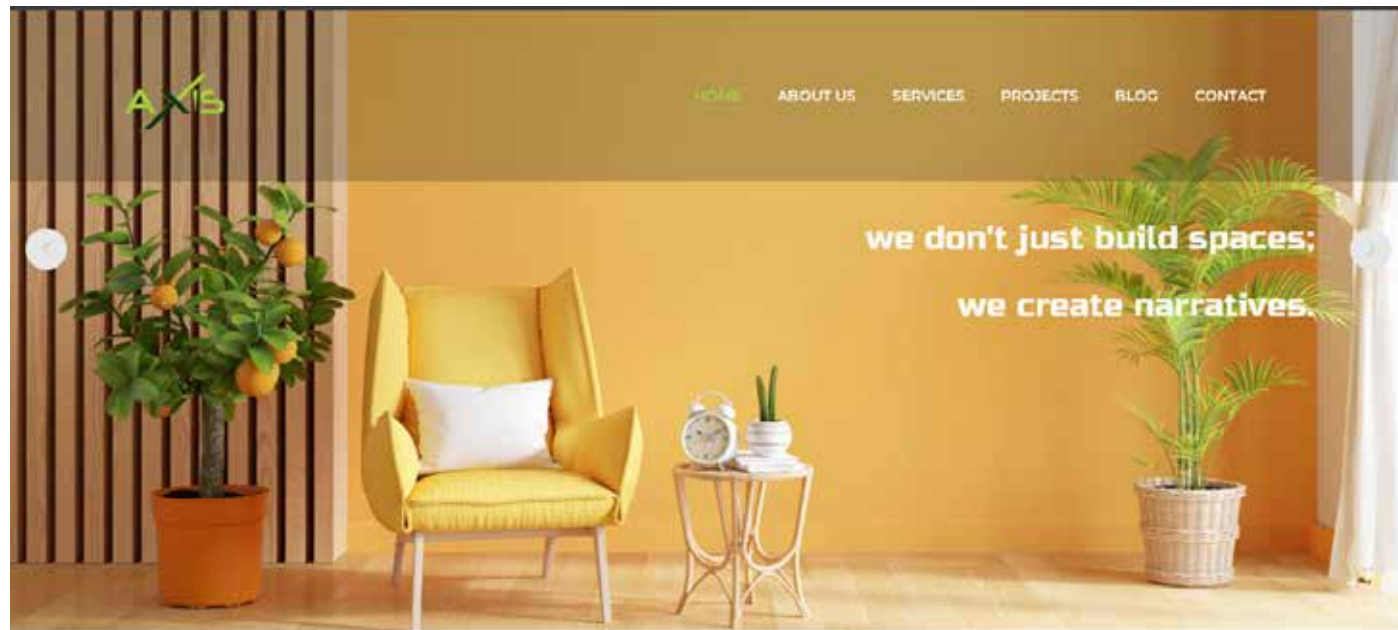 AXIS
HOME ABOUT US SERVICES PROJECTS BLOG CONTACT
we don't just build spaces;
we create narratives.